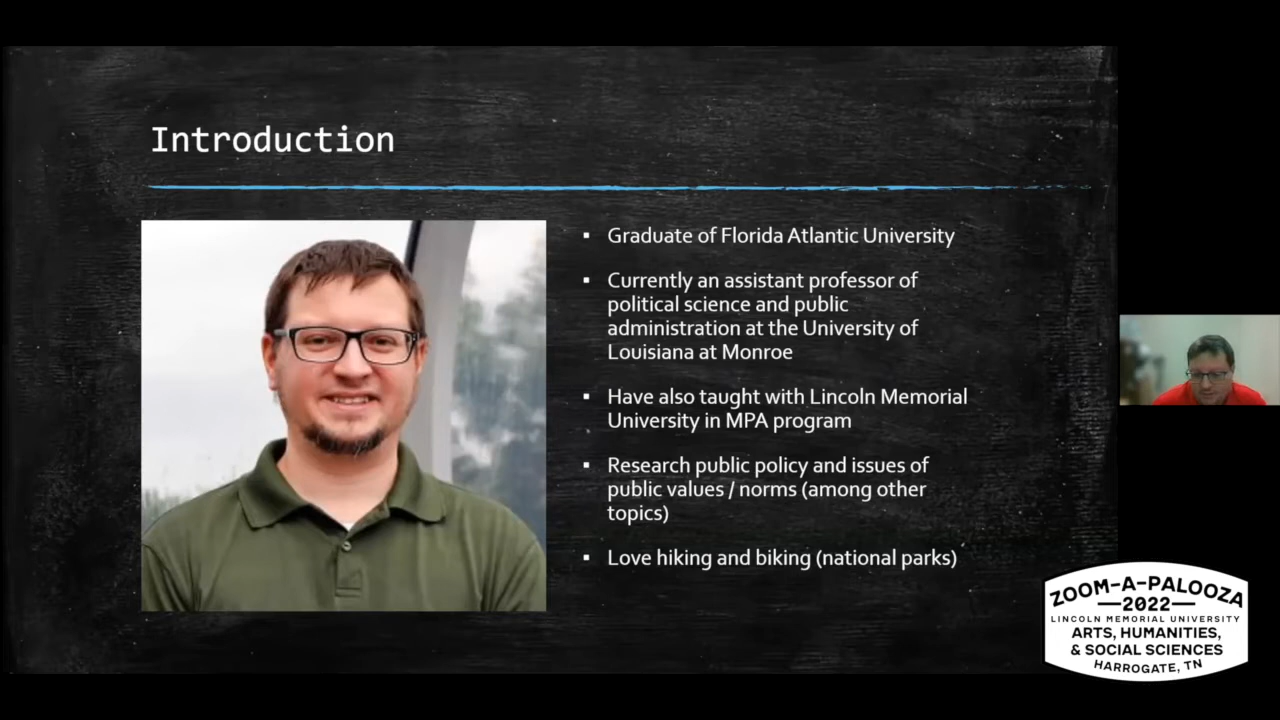 Introduction
Graduate of Florida Atlantic University
Currently an assistant professor of
political science and public
administration at the University of
Louisiana at Monroe
Have also taught with Lincoln Memorial
University in MPA program
Research public policy and issues of
public values / norms (among other
topics)
Love hiking and biking (national parks)
ZOOM-A-PALOOZA
—2022—
LINCOLN MEMORIAL UNIVERSITY
ARTS, HUMANITIES,
& SOCIAL SCIENCES
HARROGATE, TN